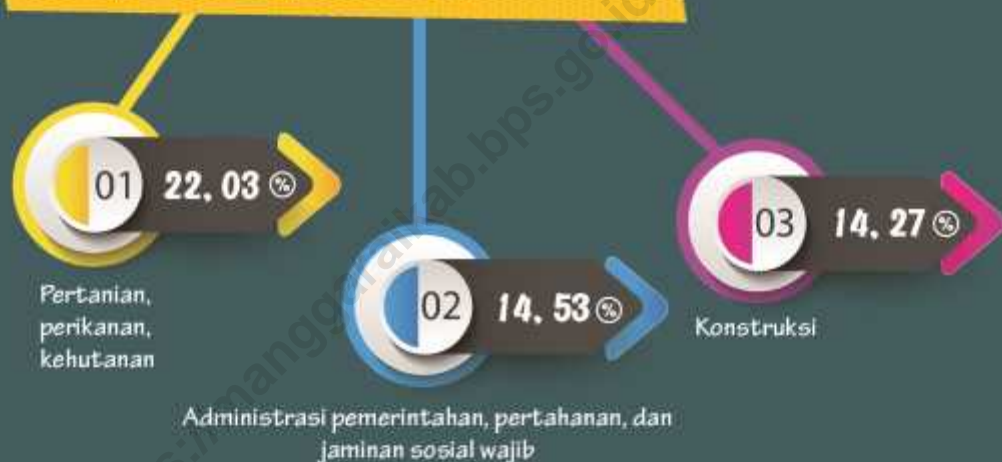 01 22, 03 %
Pertanian,
perikanan,
kehutanan
02 14, 53 %
Administrasi pemerintahan, pertahanan, dan
jaminan sosial wajib
03 14, 27 %
Konstruksi